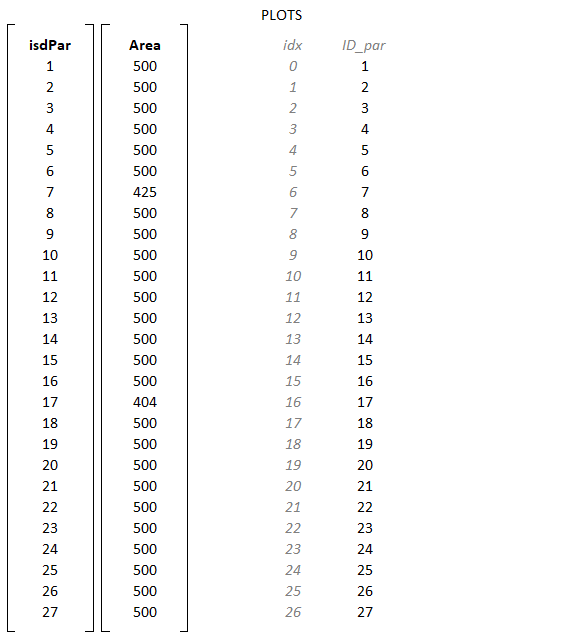 PLOTS
isdPar Area idx ID_par
1 500 0 1
2 500 1 2
3 500 2 3
4 500 3 4
5 500 4 5
6 500 5 6
7 425 6 7
8 500 7 8
9 500 8 9
10 500 9 10
11 500 10 11
12 500 11 12
13 500 12 13
14 500 13 14
15 500 14 15
16 500 15 16
17 404 16 17
18 500 17 18
19 500 18 19
20 500 19 20
21 500 20 21
22 500 21 22
23 500 22 23
24 500 23 24
25 500 24 25
26 500 25 26
27 500 26 27